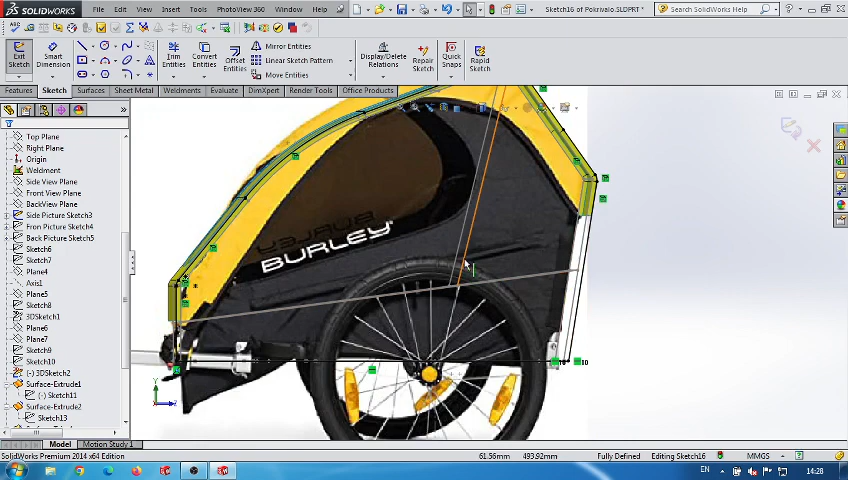 SOLIDWORKS File Edit View Insert Tools PhotoView 360 Window Help Sketch16 of Pokrivalo.SLDPRT * Search SolidWorks Help
Exit Sketch Smart Dimension Trim Entities Convert Entities Offset Entities Mirror Entities Linear Sketch Pattern Move Entities Display/Delete Relations Repair Sketch Quick Snaps Rapid Sketch
Features Sketch Surfaces Sheet Metal Weldments Evaluate DimXpert Render Tools Office Products
Top Plane
Right Plane
Origin
Weldment
Side View Plane
Front View Plane
BackView Plane
Side Picture Sketch3
Fron Picture Sketch4
Back Picture Sketch5
Sketch6
Sketch7
Plane4
Axis1
Plane5
Sketch8
3DSketch1
Plane6
Plane7
Sketch9
Sketch10
(-) 3DSketch2
Surface-Extrude1
(-) Sketch11
Surface-Extrude2
Sketch13
BURLEY
BURLEY
Model Motion Study 1
SolidWorks Premium 2014 x64 Edition 61.56mm 493.92mm Fully Defined Editing Sketch16 MMGS
EN 14:28